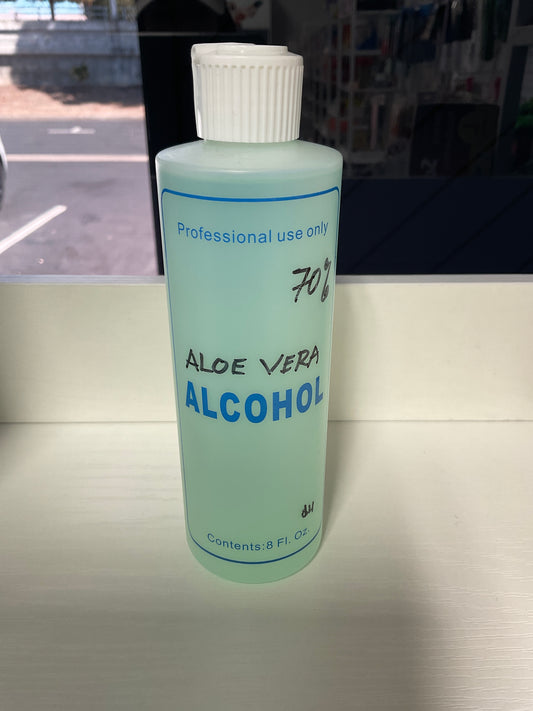 Professional use only
70%
ALOE VERA
ALCOHOL
Contents:8 Fl. Oz.